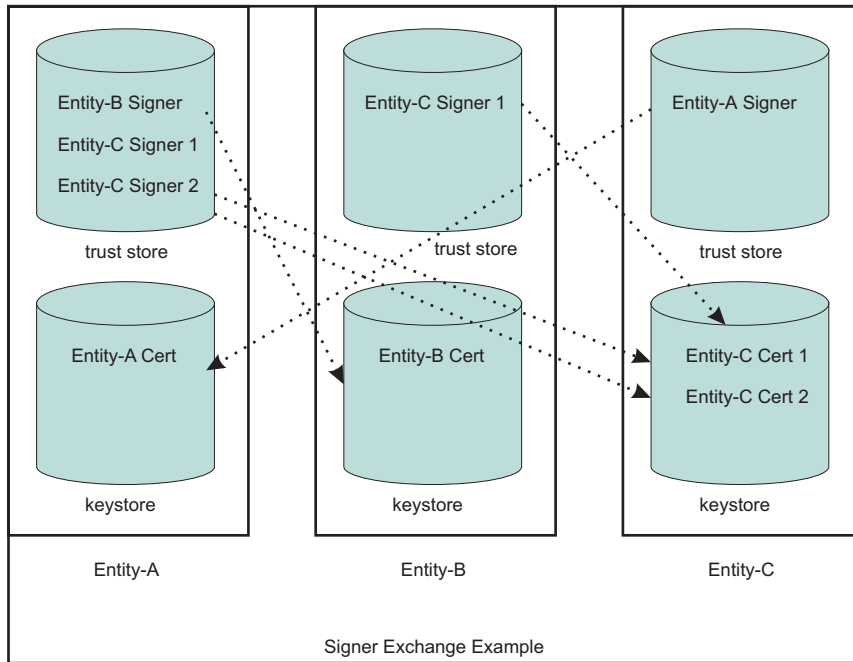 Entity-B Signer
Entity-C Signer 1
Entity-C Signer 2
trust store
Entity-A Cert
keystore
Entity-A
Entity-C Signer 1
trust store
Entity-B Cert
keystore
Entity-B
Entity-A Signer
trust store
Entity-C Cert 1
Entity-C Cert 2
keystore
Entity-C
Signer Exchange Example